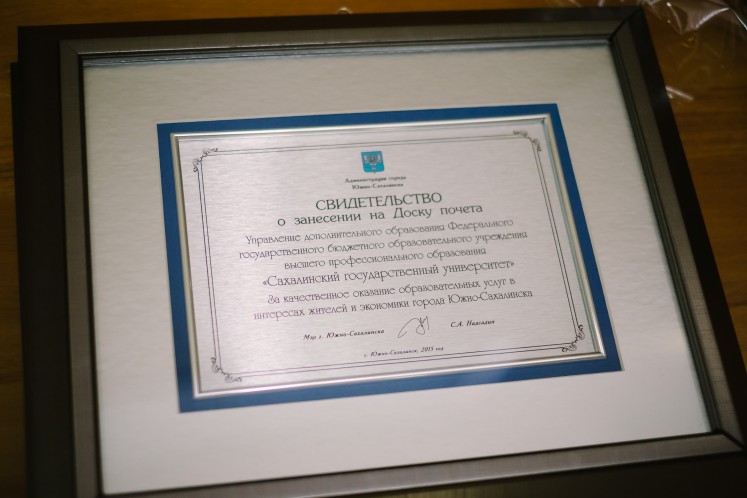 Администрация города
Южно-Сахалинска
СВИДЕТЕЛЬСТВО
о занесении на Доску почета
Управление дополнительного образования Федерального
государственного бюджетного образовательного учреждения
высшего профессионального образования
«Сахалинский государственный университет»
За качественное оказание образовательных услуг в
интересах жителей и экономики города Южно-Сахалинска
Мэр г. Южно-Сахалинска С.А. Надсадин
г. Южно-Сахалинск, 2015 год